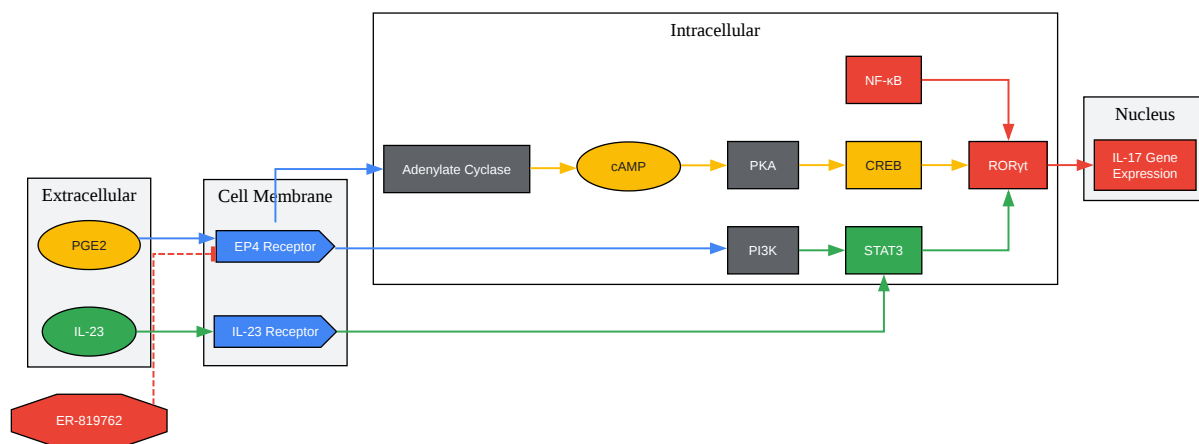 Intracellular
NF-κB
Nucleus
Adenylate Cyclase
cAMP
PKA
CREB
RORγt
IL-17 Gene
Expression
Extracellular
Cell Membrane
PGE2
EP4 Receptor
PI3K
STAT3
IL-23
IL-23 Receptor
ER-819762